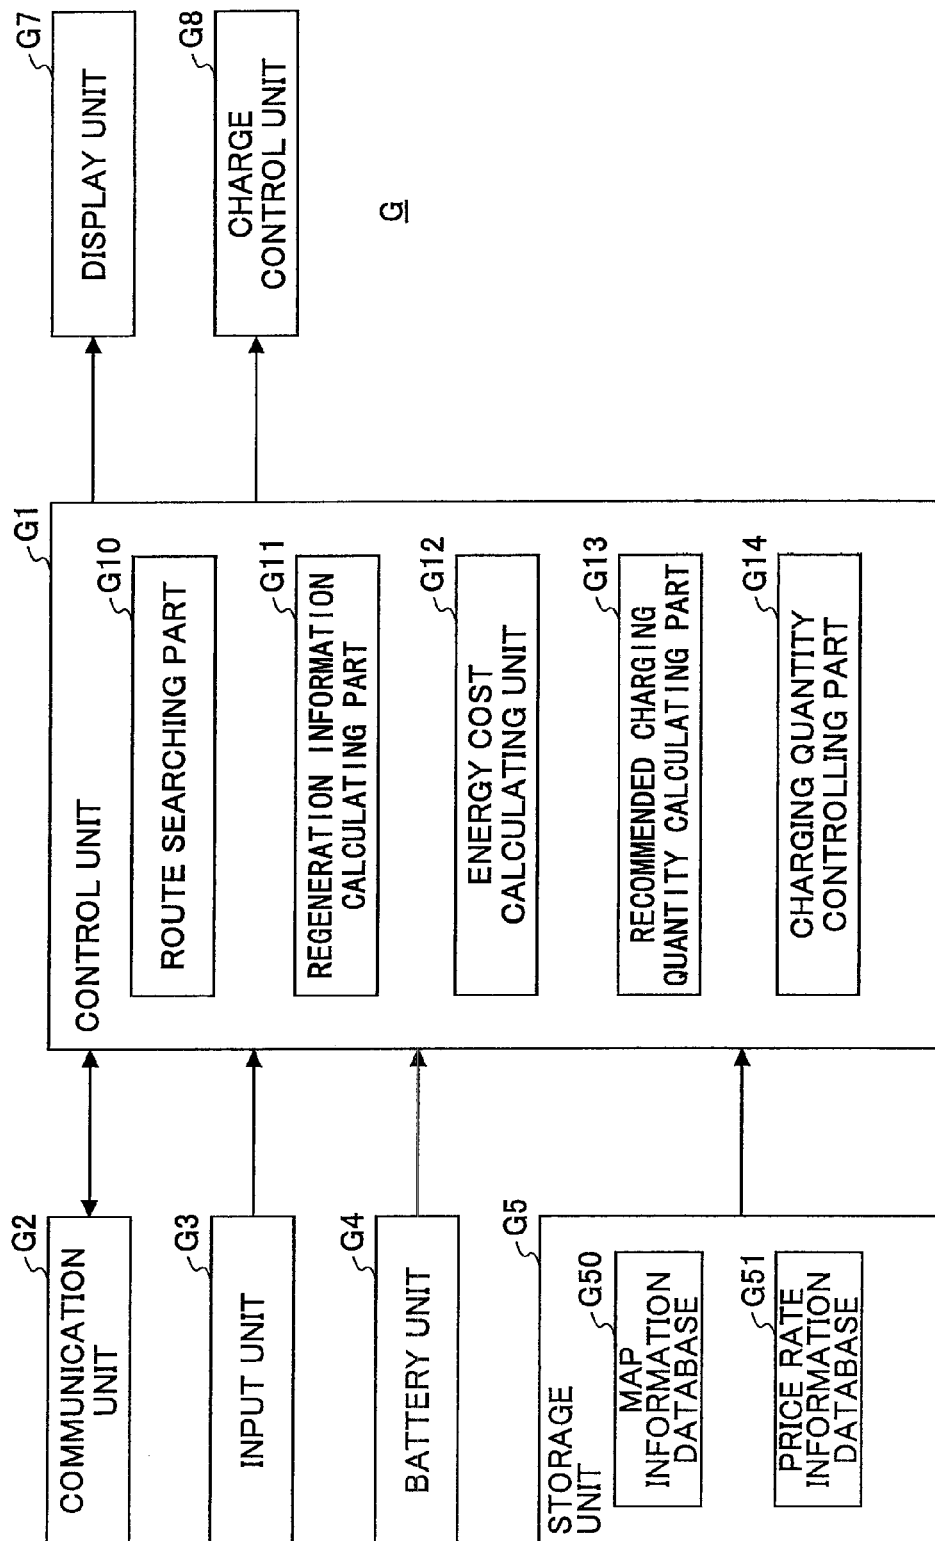 G2
COMMUNICATION
UNIT
G3
INPUT UNIT
G4
BATTERY UNIT
G5
STORAGE
UNIT
G50
MAP
INFORMATION
DATABASE
G51
PRICE RATE
INFORMATION
DATABASE
G1
CONTROL UNIT
G10
ROUTE SEARCHING PART
G11
REGENERATION INFORMATION
CALCULATING PART
G12
ENERGY COST
CALCULATING UNIT
G13
RECOMMENDED CHARGING
QUANTITY CALCULATING PART
G14
CHARGING QUANTITY
CONTROLLING PART
G7
DISPLAY UNIT
G8
CHARGE
CONTROL UNIT
G